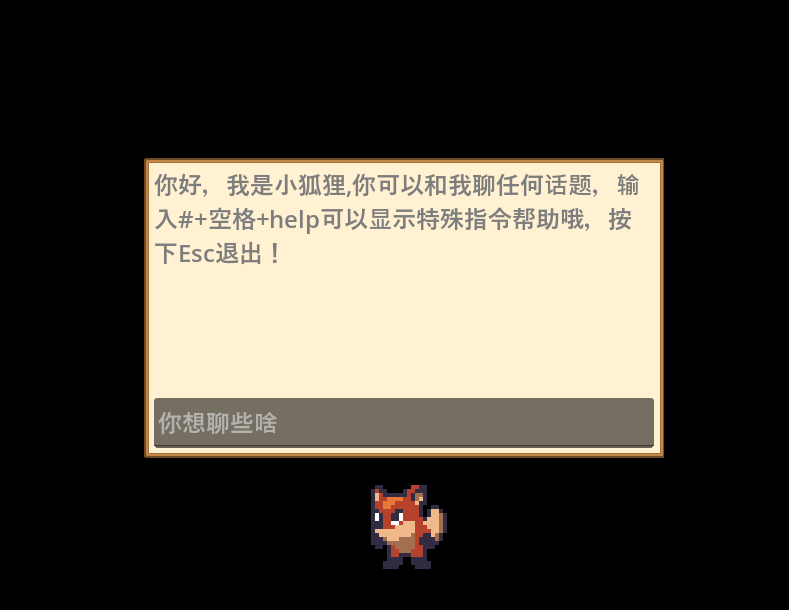 你好，我是小狐狸,你可以和我聊任何话题，输
入#+空格+help可以显示特殊指令帮助哦，按
下Esc退出！
你想聊些啥